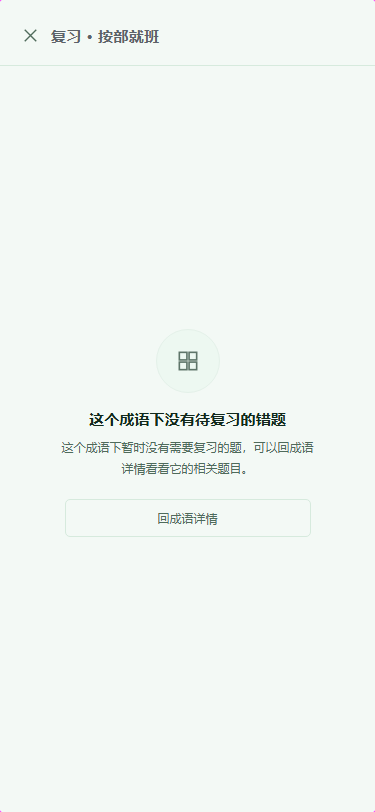 复习 • 按部就班
这个成语下没有待复习的错题
这个成语下暂时没有需要复习的题，可以回成语
详情看看它的相关题目。
回成语详情